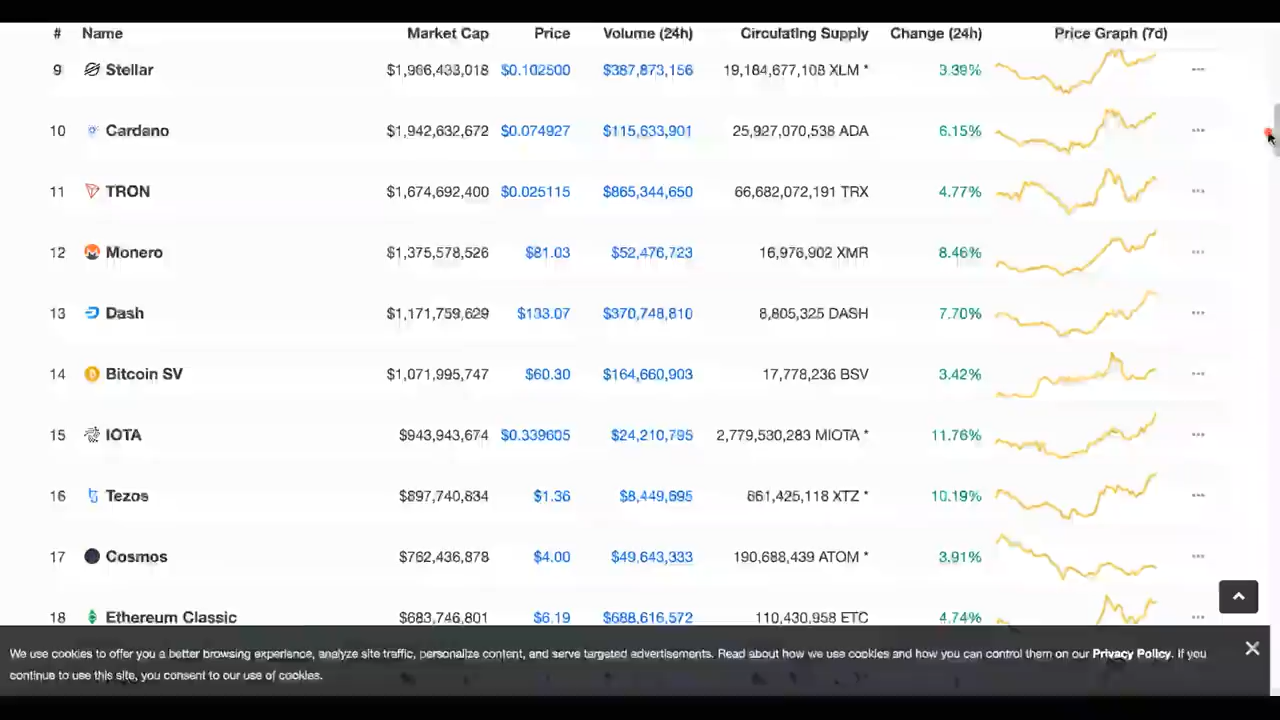 # Name Market Cap Price Volume (24h) Circulating Supply Change (24h) Price Graph (7d)
9 Stellar $1,966,433,018 $0.102500 $387,873,156 19,184,677,108 XLM * 3.39%
10 Cardano $1,942,632,672 $0.074927 $115,633,901 25,927,070,538 ADA 6.15%
11 TRON $1,674,692,400 $0.025115 $865,344,650 66,682,072,191 TRX 4.77%
12 Monero $1,375,578,526 $81.03 $52,476,723 16,976,902 XMR 8.46%
13 Dash $1,171,759,629 $133.07 $370,748,810 8,805,325 DASH 7.70%
14 Bitcoin SV $1,071,995,747 $60.30 $164,660,903 17,778,236 BSV 3.42%
15 IOTA $943,943,674 $0.339605 $24,210,795 2,779,530,283 MIOTA * 11.76%
16 Tezos $897,740,834 $1.36 $8,449,695 661,425,118 XTZ * 10.19%
17 Cosmos $762,436,878 $4.00 $49,643,333 190,688,439 ATOM * 3.91%
18 Ethereum Classic $683,746,801 $6.19 $688,616,572 110,430,958 ETC 4.74%
We use cookies to offer you a better browsing experience, analyze site traffic, personalize content, and serve targeted advertisements. Read about how we use cookies and how you can control them on our Privacy Policy. If you
continue to use this site, you consent to our use of cookies.